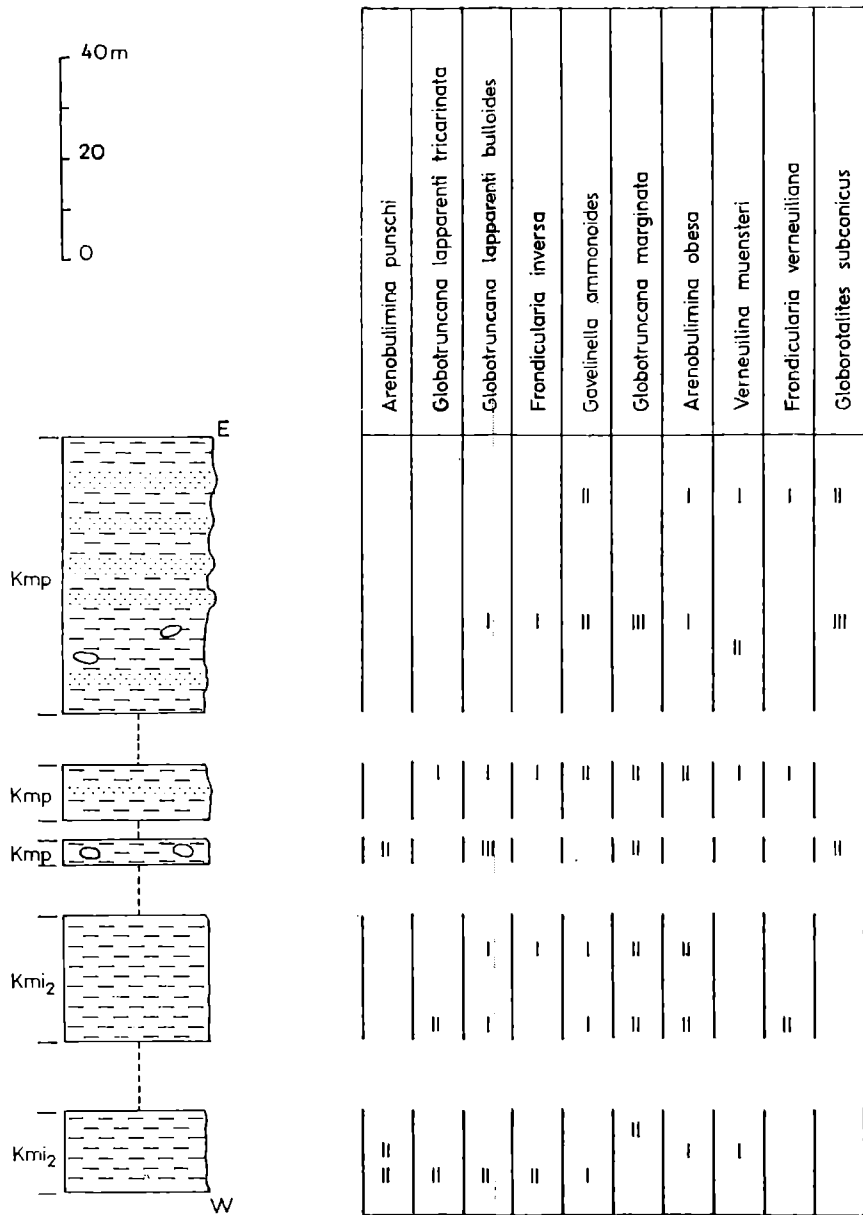 40m
20
0
Arenobulimina punschi
Globotruncana lapparenti tricarinata
Globotruncana lapparenti bulloides
Frondicularia inversa
Gavelinella ammonoides
Globotruncana marginata
Arenobulimina obesa
Verneuilina muensteri
Frondicularia verneuiliana
Globorotalites subconicus
E
Kmp
Kmp
Kmp
Kmi₂
Kmi₂
W